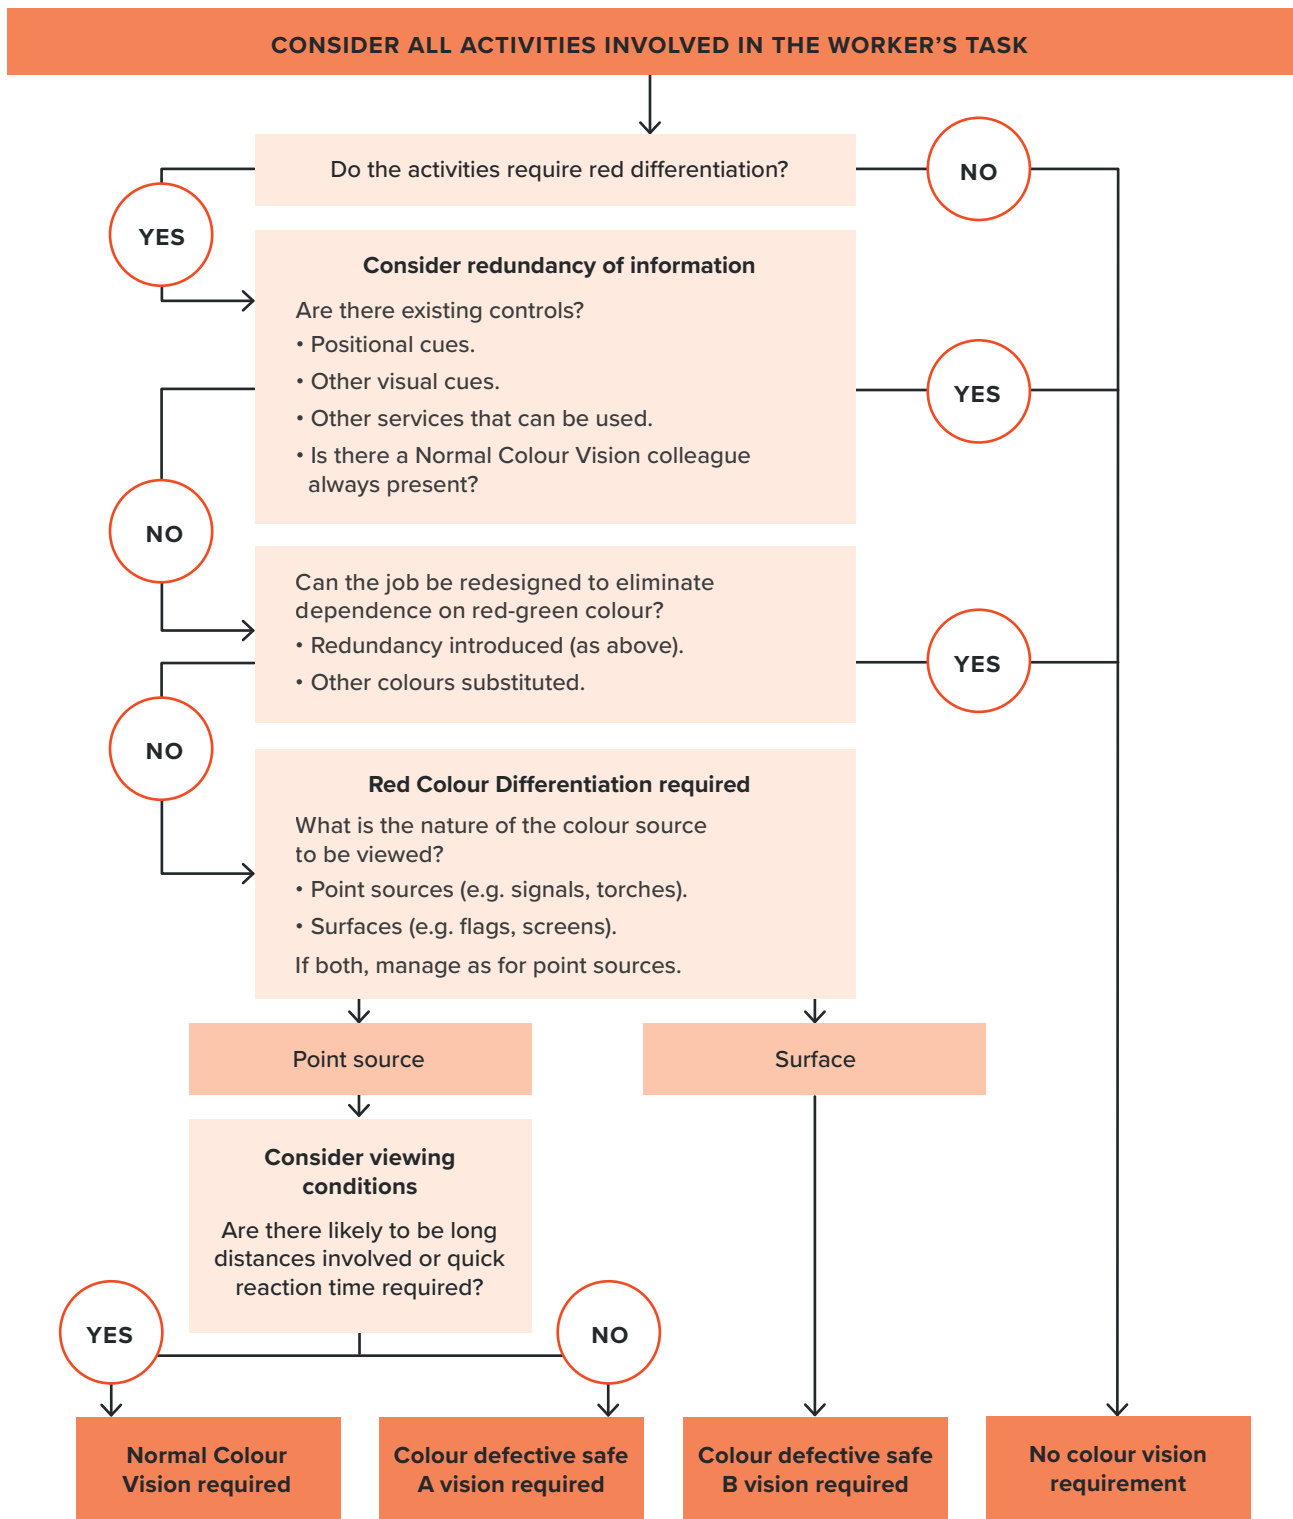 CONSIDER ALL ACTIVITIES INVOLVED IN THE WORKER’S TASK
Do the activities require red differentiation?
NO
YES
Consider redundancy of information
Are there existing controls?
• Positional cues.
• Other visual cues.
• Other services that can be used.
• Is there a Normal Colour Vision colleague
always present?
YES
NO
Can the job be redesigned to eliminate
dependence on red-green colour?
• Redundancy introduced (as above).
• Other colours substituted.
YES
NO
Red Colour Differentiation required
What is the nature of the colour source
to be viewed?
• Point sources (e.g. signals, torches).
• Surfaces (e.g. flags, screens).
If both, manage as for point sources.
Point source
Surface
Consider viewing
conditions
Are there likely to be long
distances involved or quick
reaction time required?
YES
NO
Normal Colour
Vision required
Colour defective safe
A vision required
Colour defective safe
B vision required
No colour vision
requirement